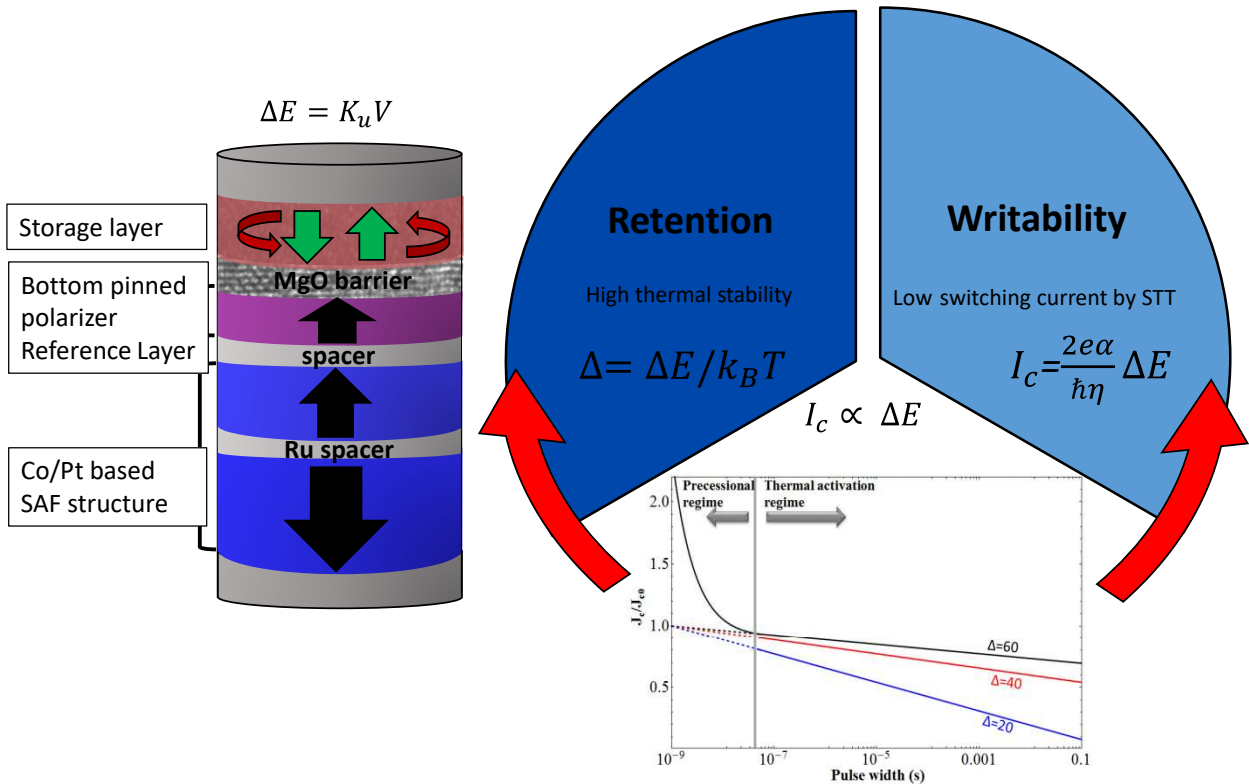 ΔE = K_uV
Storage layer
MgO barrier
Bottom pinned
polarizer
Reference Layer
spacer
Ru spacer
Co/Pt based
SAF structure
Retention
High thermal stability
Δ= ΔE/k_BT
Writability
Low switching current by STT
I_c=2eα/ħη ΔE
I_c ∝ ΔE
Precessional
regime
Thermal activation
regime
J_c/J_c0
2.0
1.5
1.0
0.5
Δ=60
Δ=40
Δ=20
10⁻⁹
10⁻⁷
10⁻⁵
0.001
0.1
Pulse width (s)